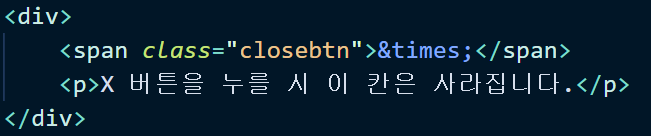 <div>
<span class="closebtn">&times;</span>
<p>X 버튼을 누를 시 이 칸은 사라집니다.</p>
</div>